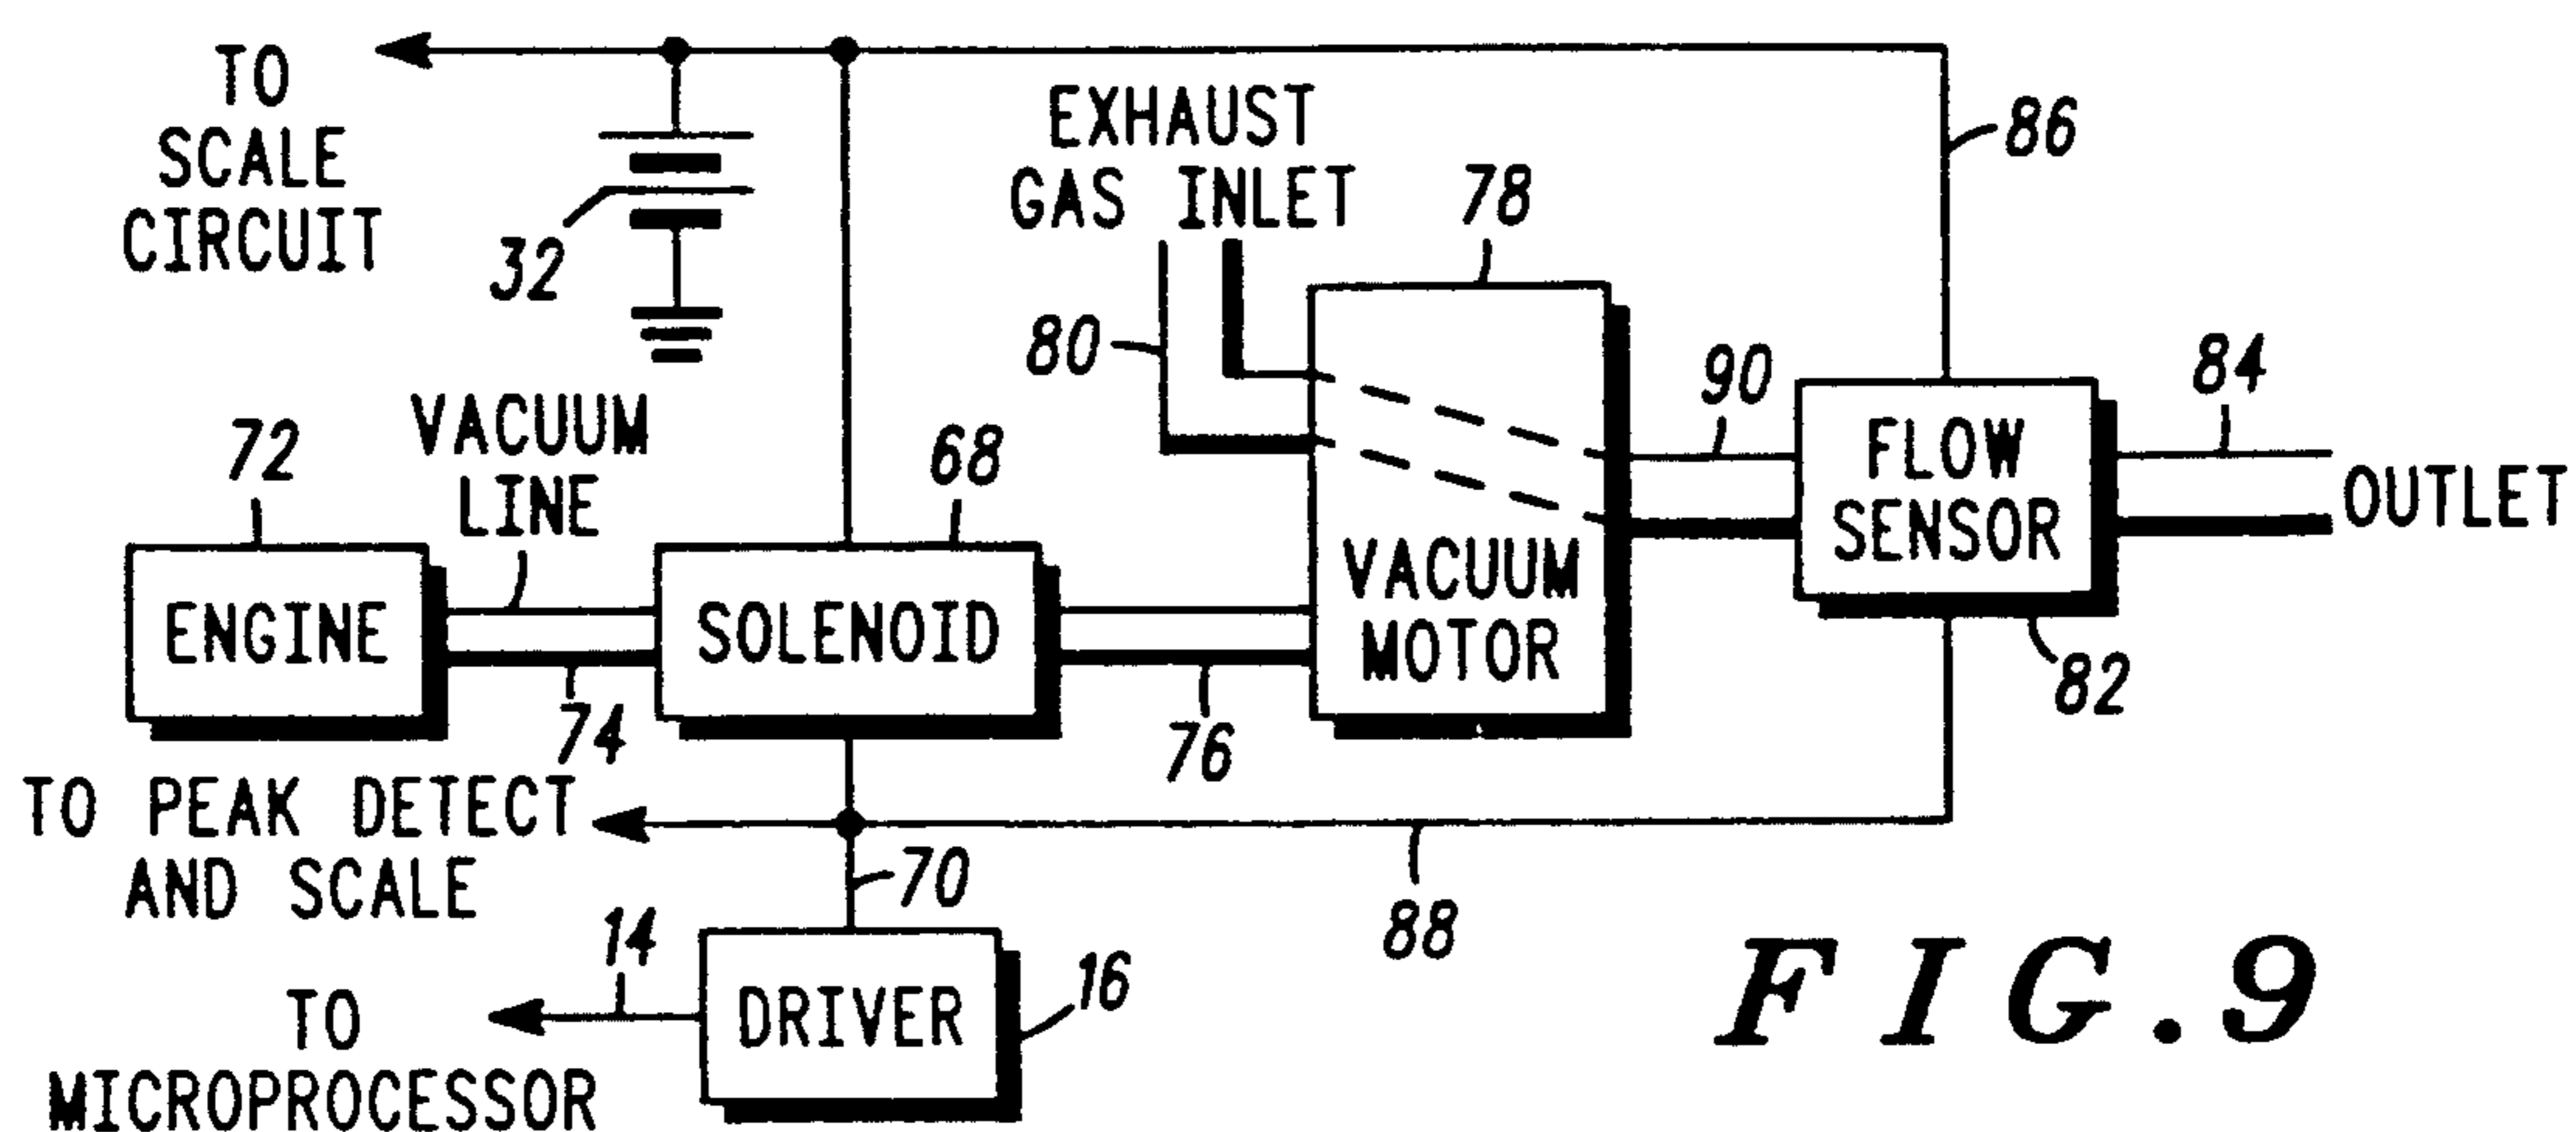 TO
SCALE
CIRCUIT
32
EXHAUST
GAS INLET
78
86
80
90
84
72
VACUUM
LINE
68
FLOW
SENSOR
OUTLET
ENGINE
SOLENOID
VACUUM
MOTOR
74
76
82
TO PEAK DETECT
AND SCALE
70
88
14
DRIVER
16
TO
MICROPROCESSOR
FIG.9